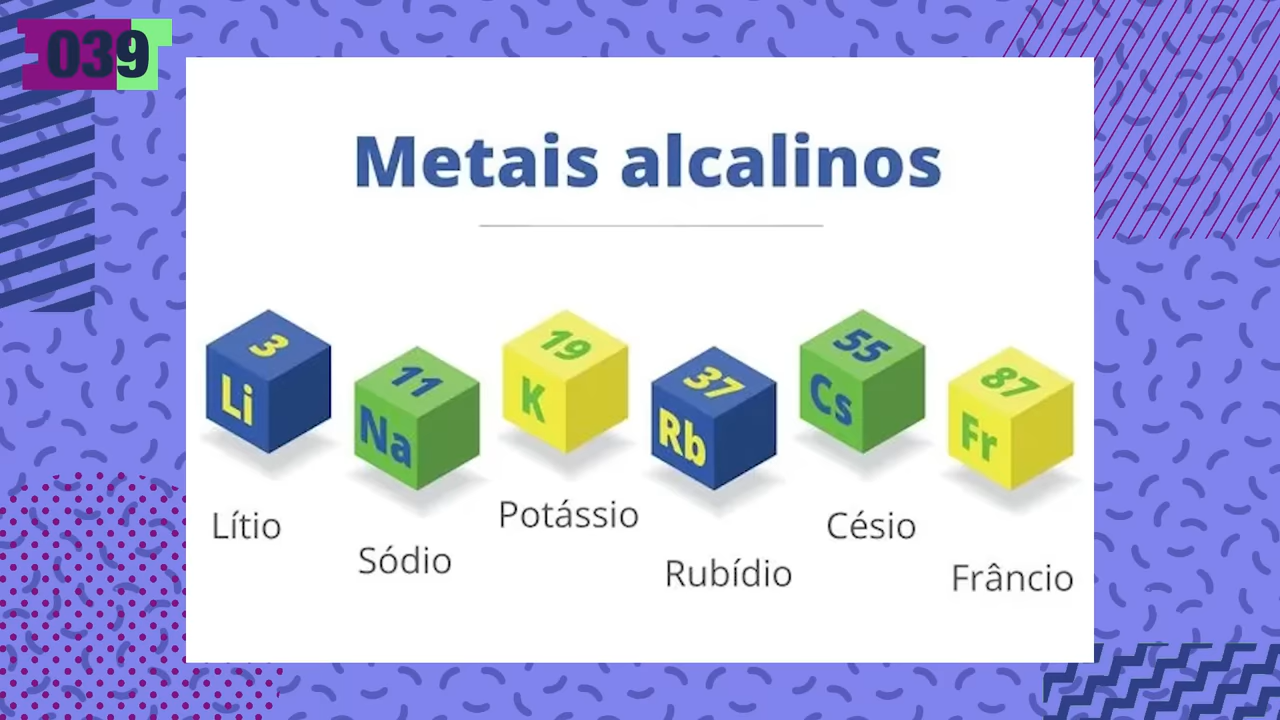 039
Metais alcalinos
3
Li
11
Na
19
K
37
Rb
55
Cs
87
Fr
Lítio
Sódio
Potássio
Rubídio
Césio
Frâncio